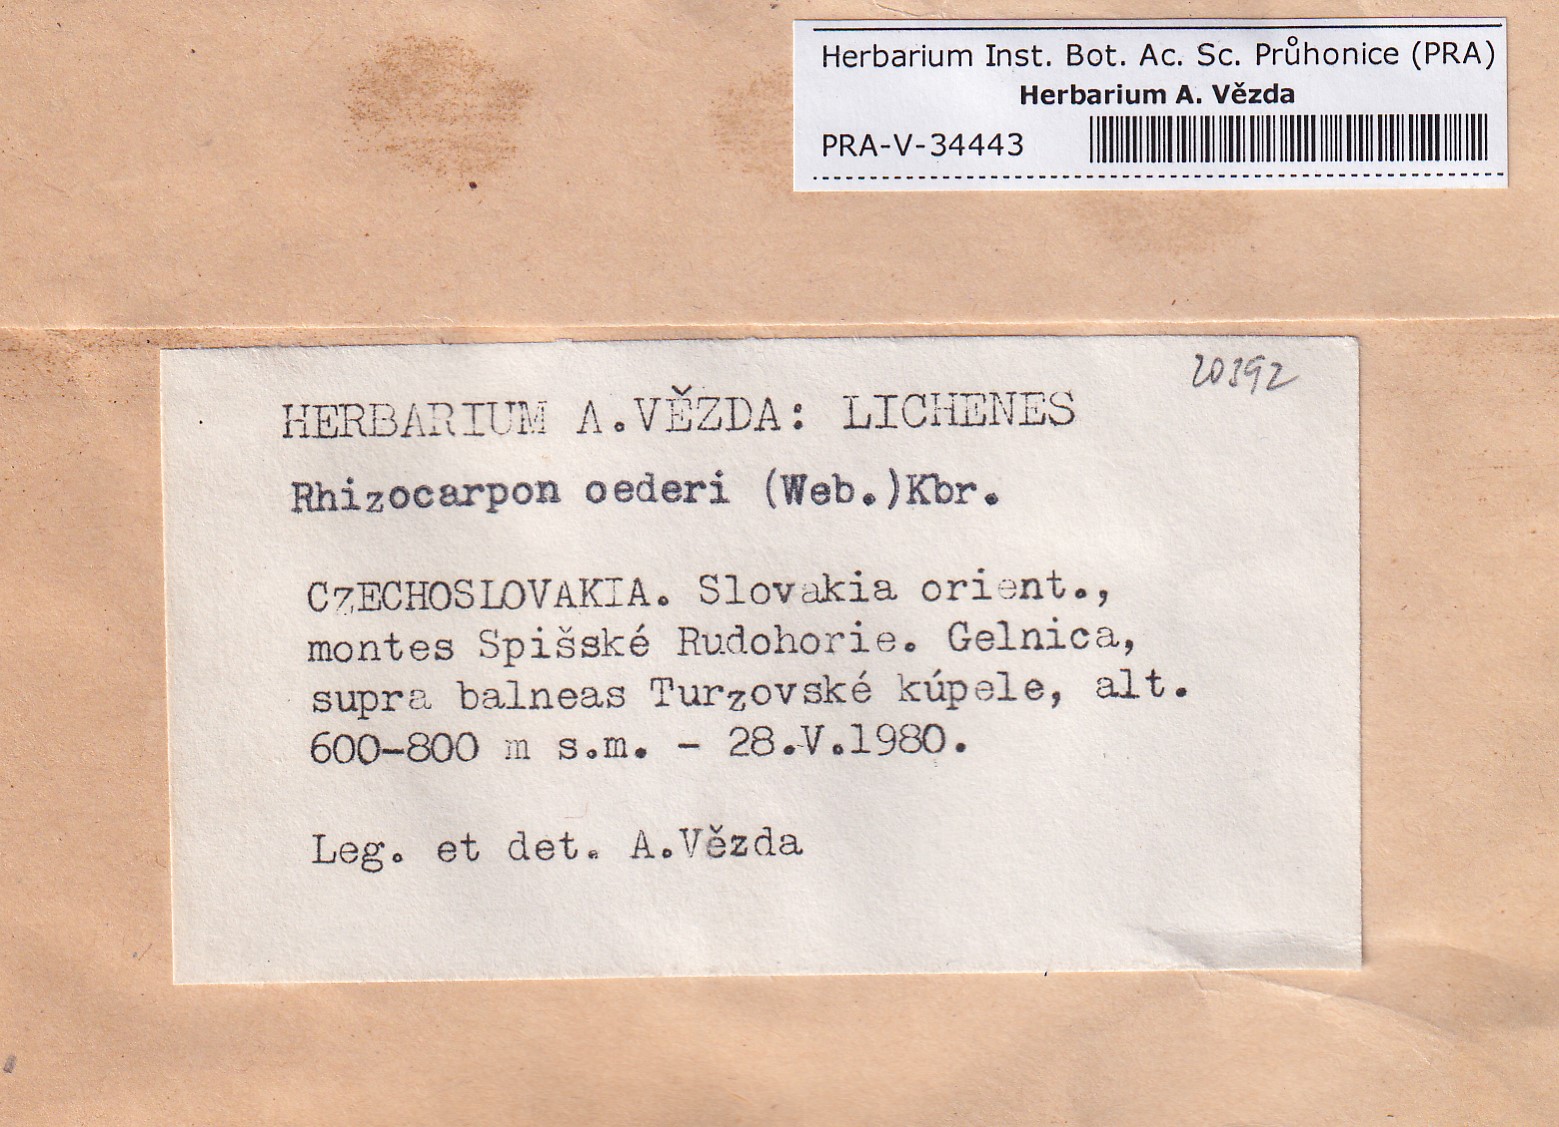 Herbarium Inst. Bot. Ac. Sc. Průhonice (PRA)
Herbarium A. Vězda
PRA-V-34443
20392
HERBARIUM A.VĚZDA: LICHENES
Rhizocarpon oederi (Web.)Kbr.
CzECHOSLOVAKIA. Slovakia orient.,
montes Spišské Rudohorie. Gelnica,
supra balneas Turzovské kúpele, alt.
600-800 m s.m. - 28.V.1980.
Leg. et det. A.Vězda